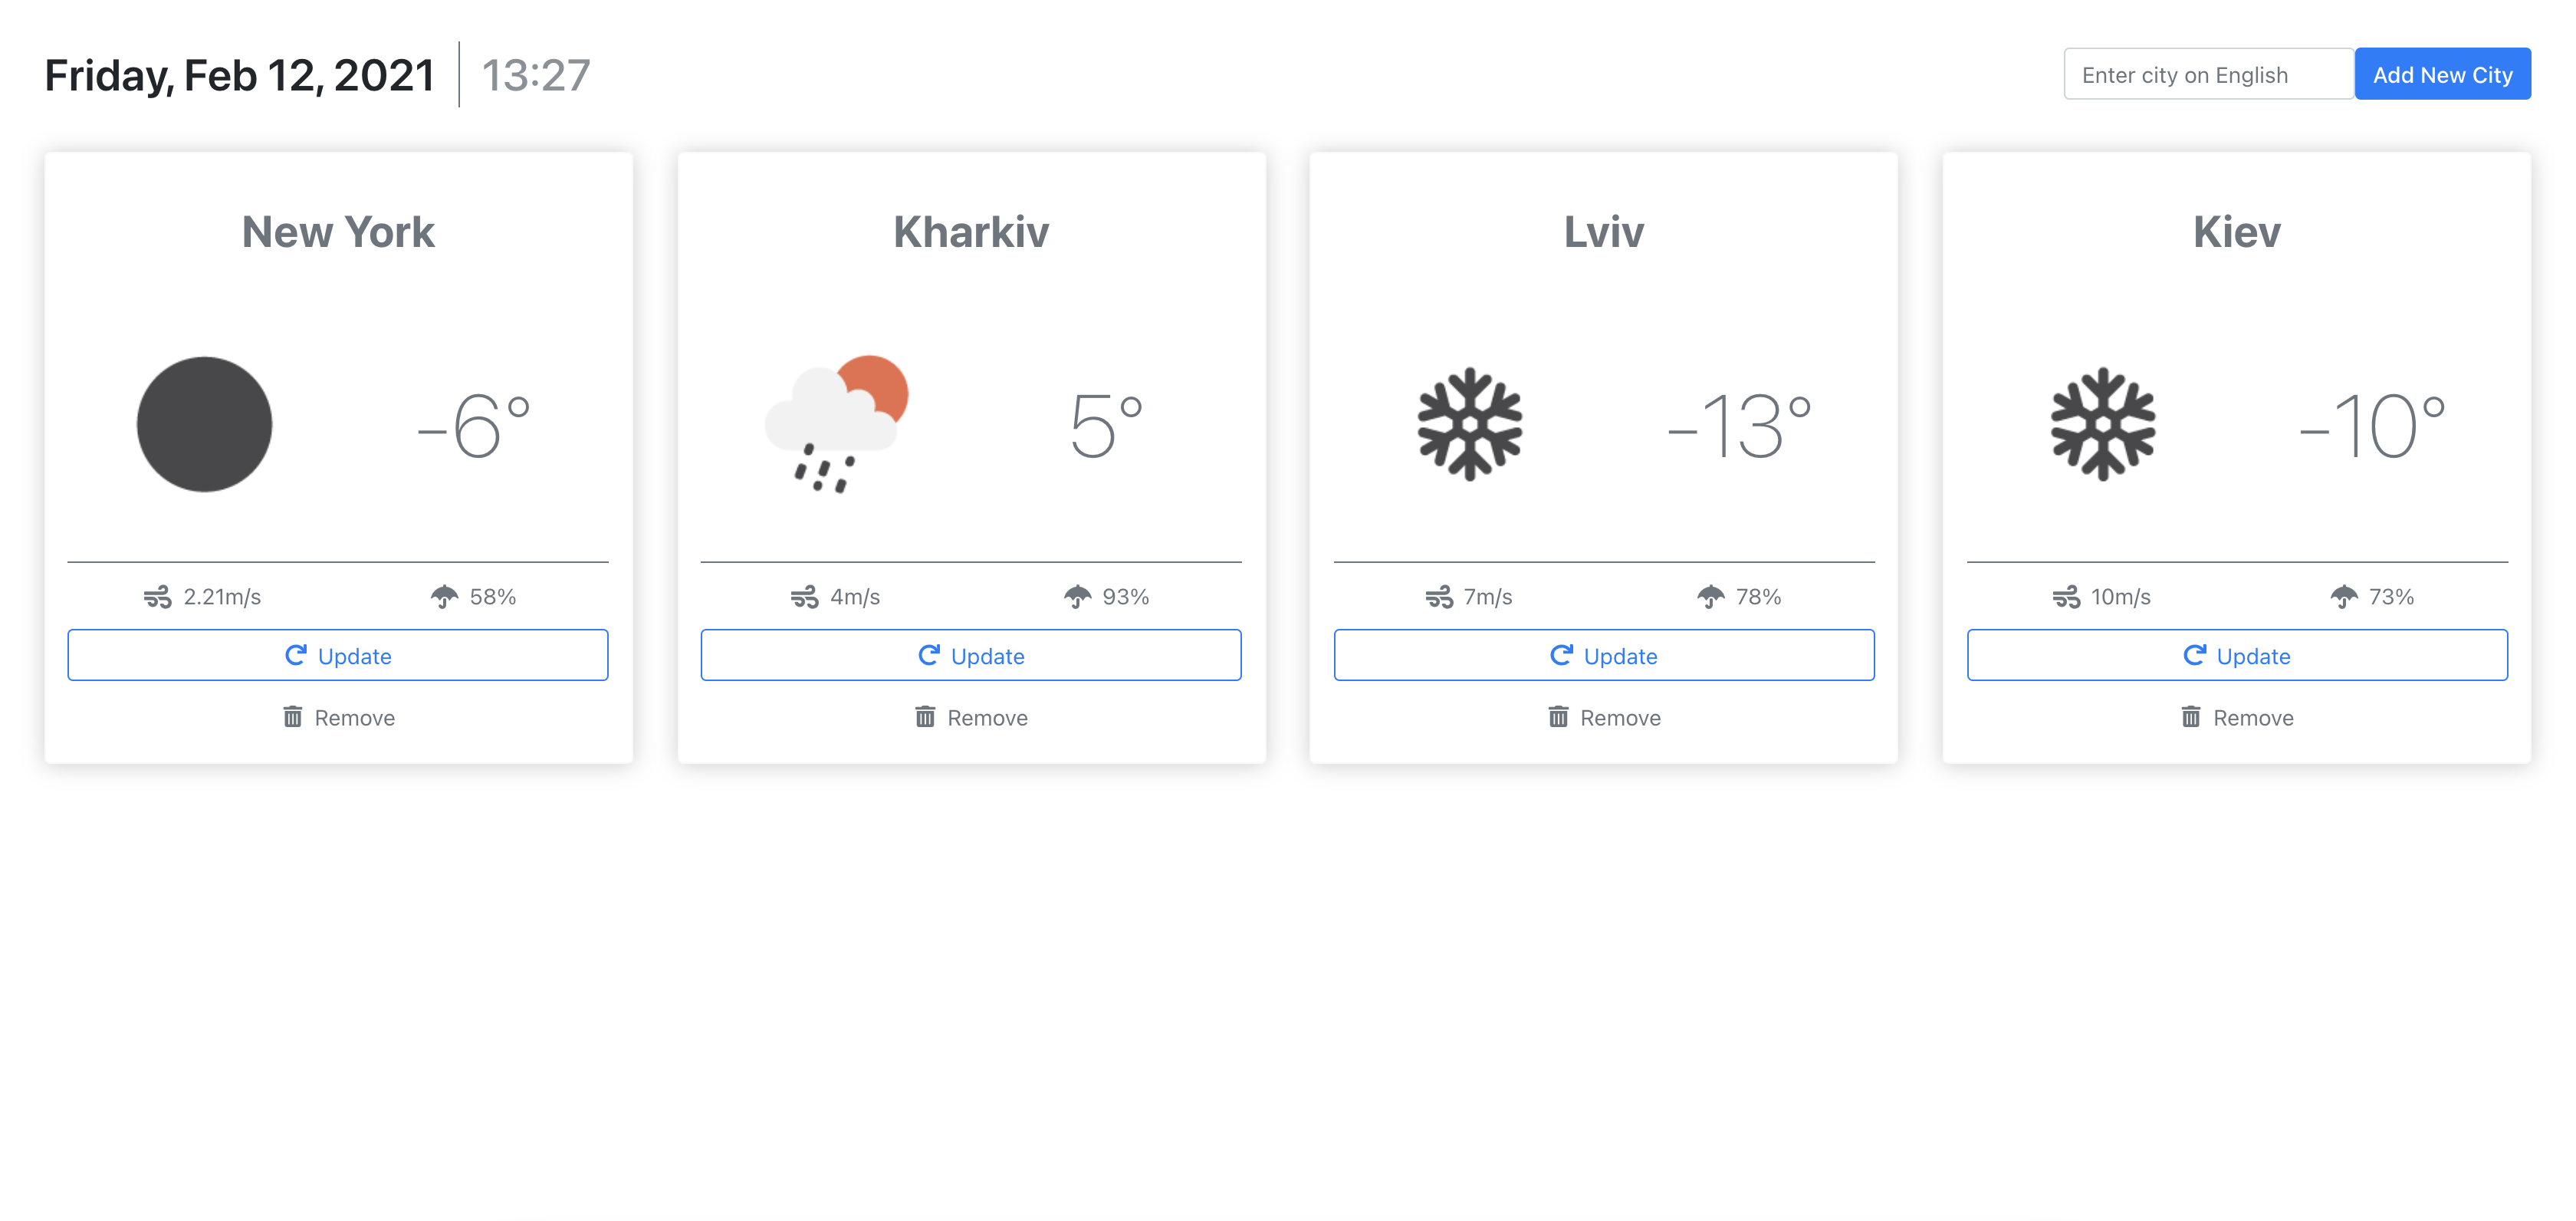 Friday, Feb 12, 2021 13:27
Enter city on English Add New City
New York
-6°
2.21m/s 58%
Update
Remove
Kharkiv
5°
4m/s 93%
Update
Remove
Lviv
-13°
7m/s 78%
Update
Remove
Kiev
-10°
10m/s 73%
Update
Remove